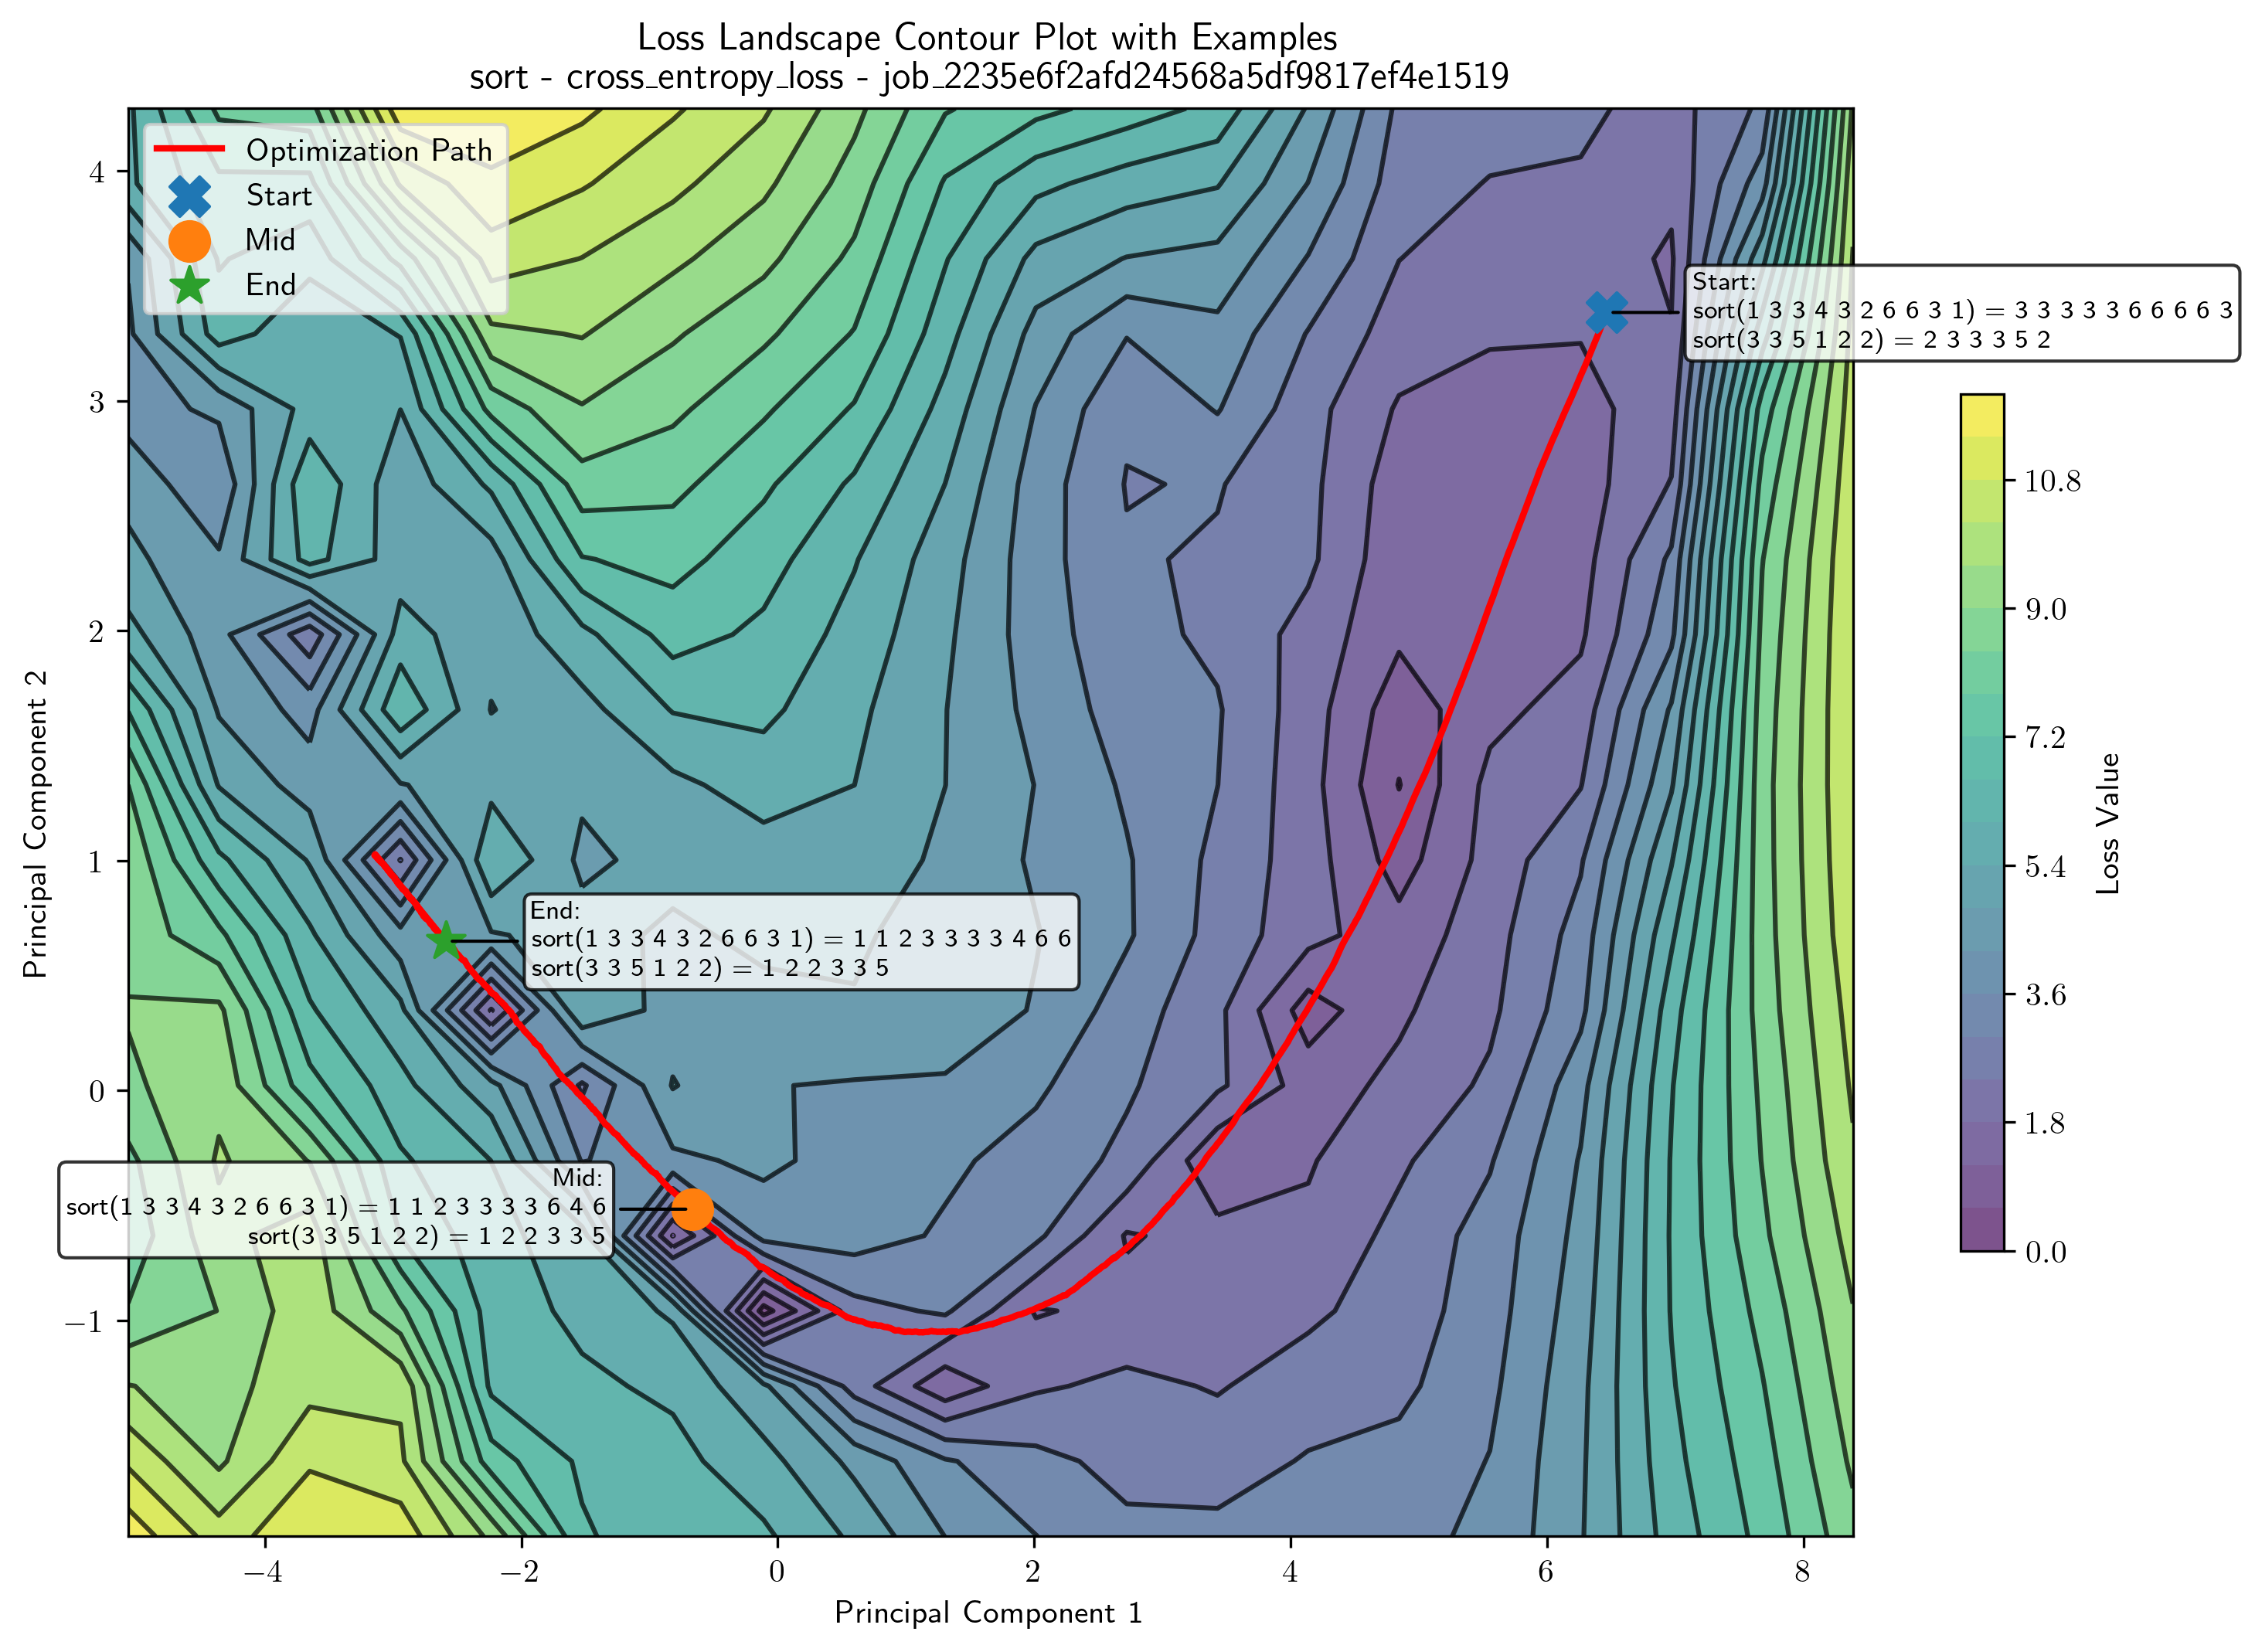 Loss Landscape Contour Plot with Examples
sort - cross_entropy_loss - job_2235e6f2afd24568a5df9817ef4e1519
Optimization Path
Start
Mid
End
Start:
sort(1 3 3 4 3 2 6 6 3 1) = 3 3 3 3 3 6 6 6 6 3
sort(3 3 5 1 2 2) = 2 3 3 3 5 2
End:
sort(1 3 3 4 3 2 6 6 3 1) = 1 1 2 3 3 3 3 4 6 6
sort(3 3 5 1 2 2) = 1 2 2 3 3 5
Mid:
sort(1 3 3 4 3 2 6 6 3 1) = 1 1 2 3 3 3 3 6 4 6
sort(3 3 5 1 2 2) = 1 2 2 3 3 5
4
3
2
1
0
−1
Principal Component 2
−4
−2
0
2
4
6
8
Principal Component 1
10.8
9.0
7.2
5.4
3.6
1.8
0.0
Loss Value